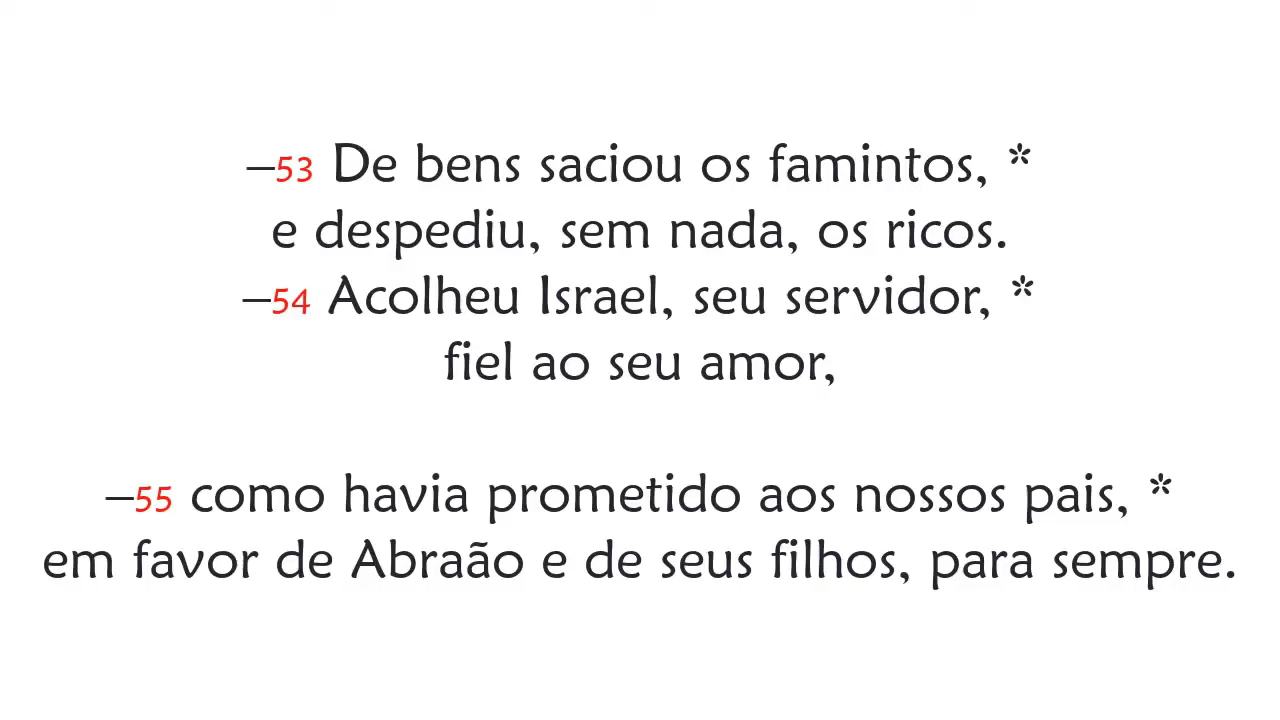 –53 De bens saciou os famintos, *
e despediu, sem nada, os ricos.
–54 Acolheu Israel, seu servidor, *
fiel ao seu amor,
–55 como havia prometido aos nossos pais, *
em favor de Abraão e de seus filhos, para sempre.